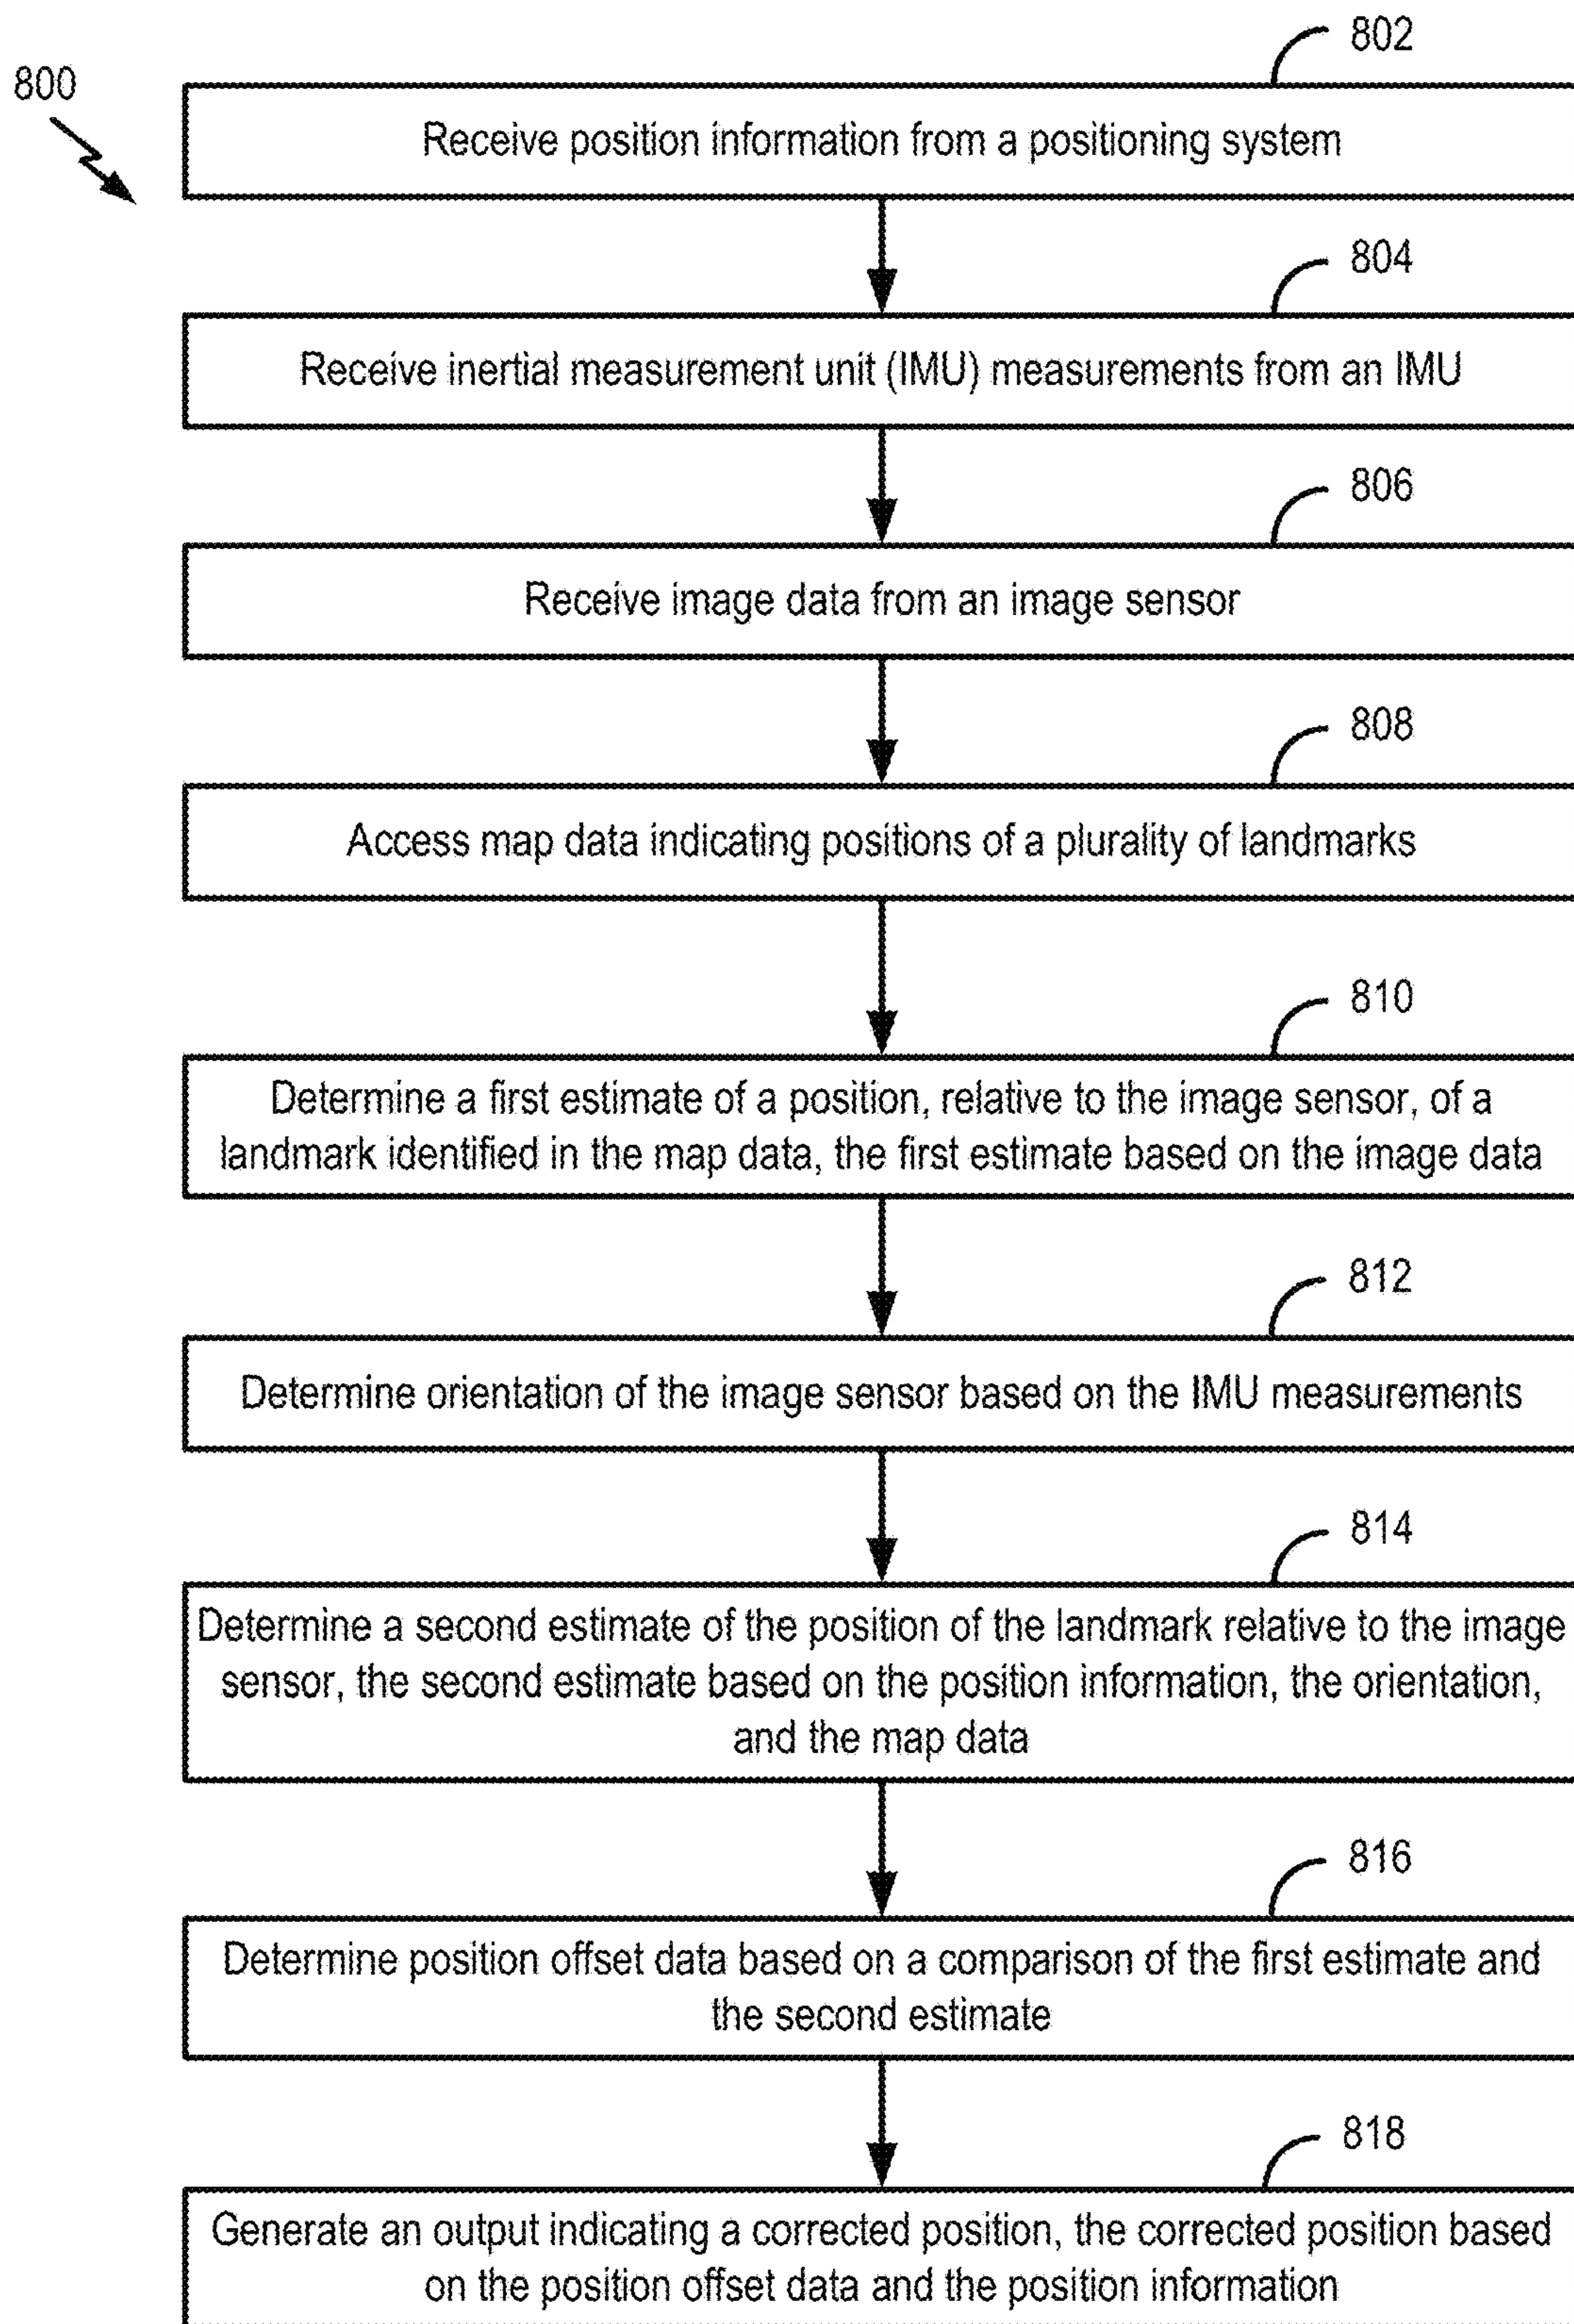 802
800
Receive position information from a positioning system
804
Receive inertial measurement unit (IMU) measurements from an IMU
806
Receive image data from an image sensor
808
Access map data indicating positions of a plurality of landmarks
810
Determine a first estimate of a position, relative to the image sensor, of a
landmark identified in the map data, the first estimate based on the image data
812
Determine orientation of the image sensor based on the IMU measurements
814
Determine a second estimate of the position of the landmark relative to the image
sensor, the second estimate based on the position information, the orientation,
and the map data
816
Determine position offset data based on a comparison of the first estimate and
the second estimate
818
Generate an output indicating a corrected position, the corrected position based
on the position offset data and the position information